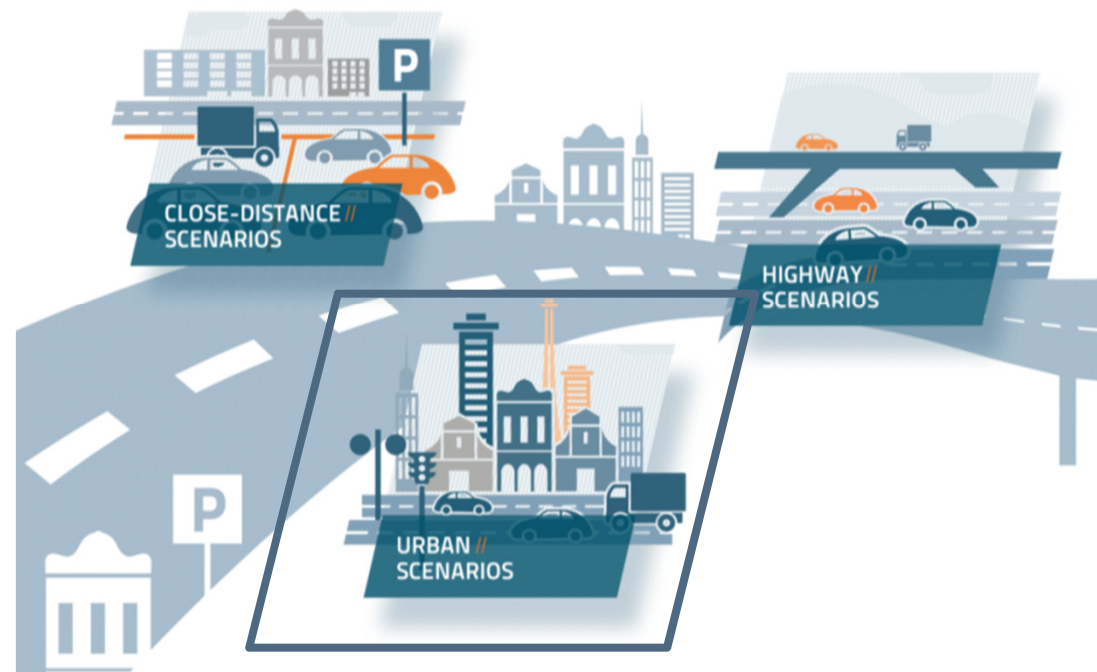 P
CLOSE-DISTANCE //
SCENARIOS
HIGHWAY //
SCENARIOS
P
URBAN //
SCENARIOS